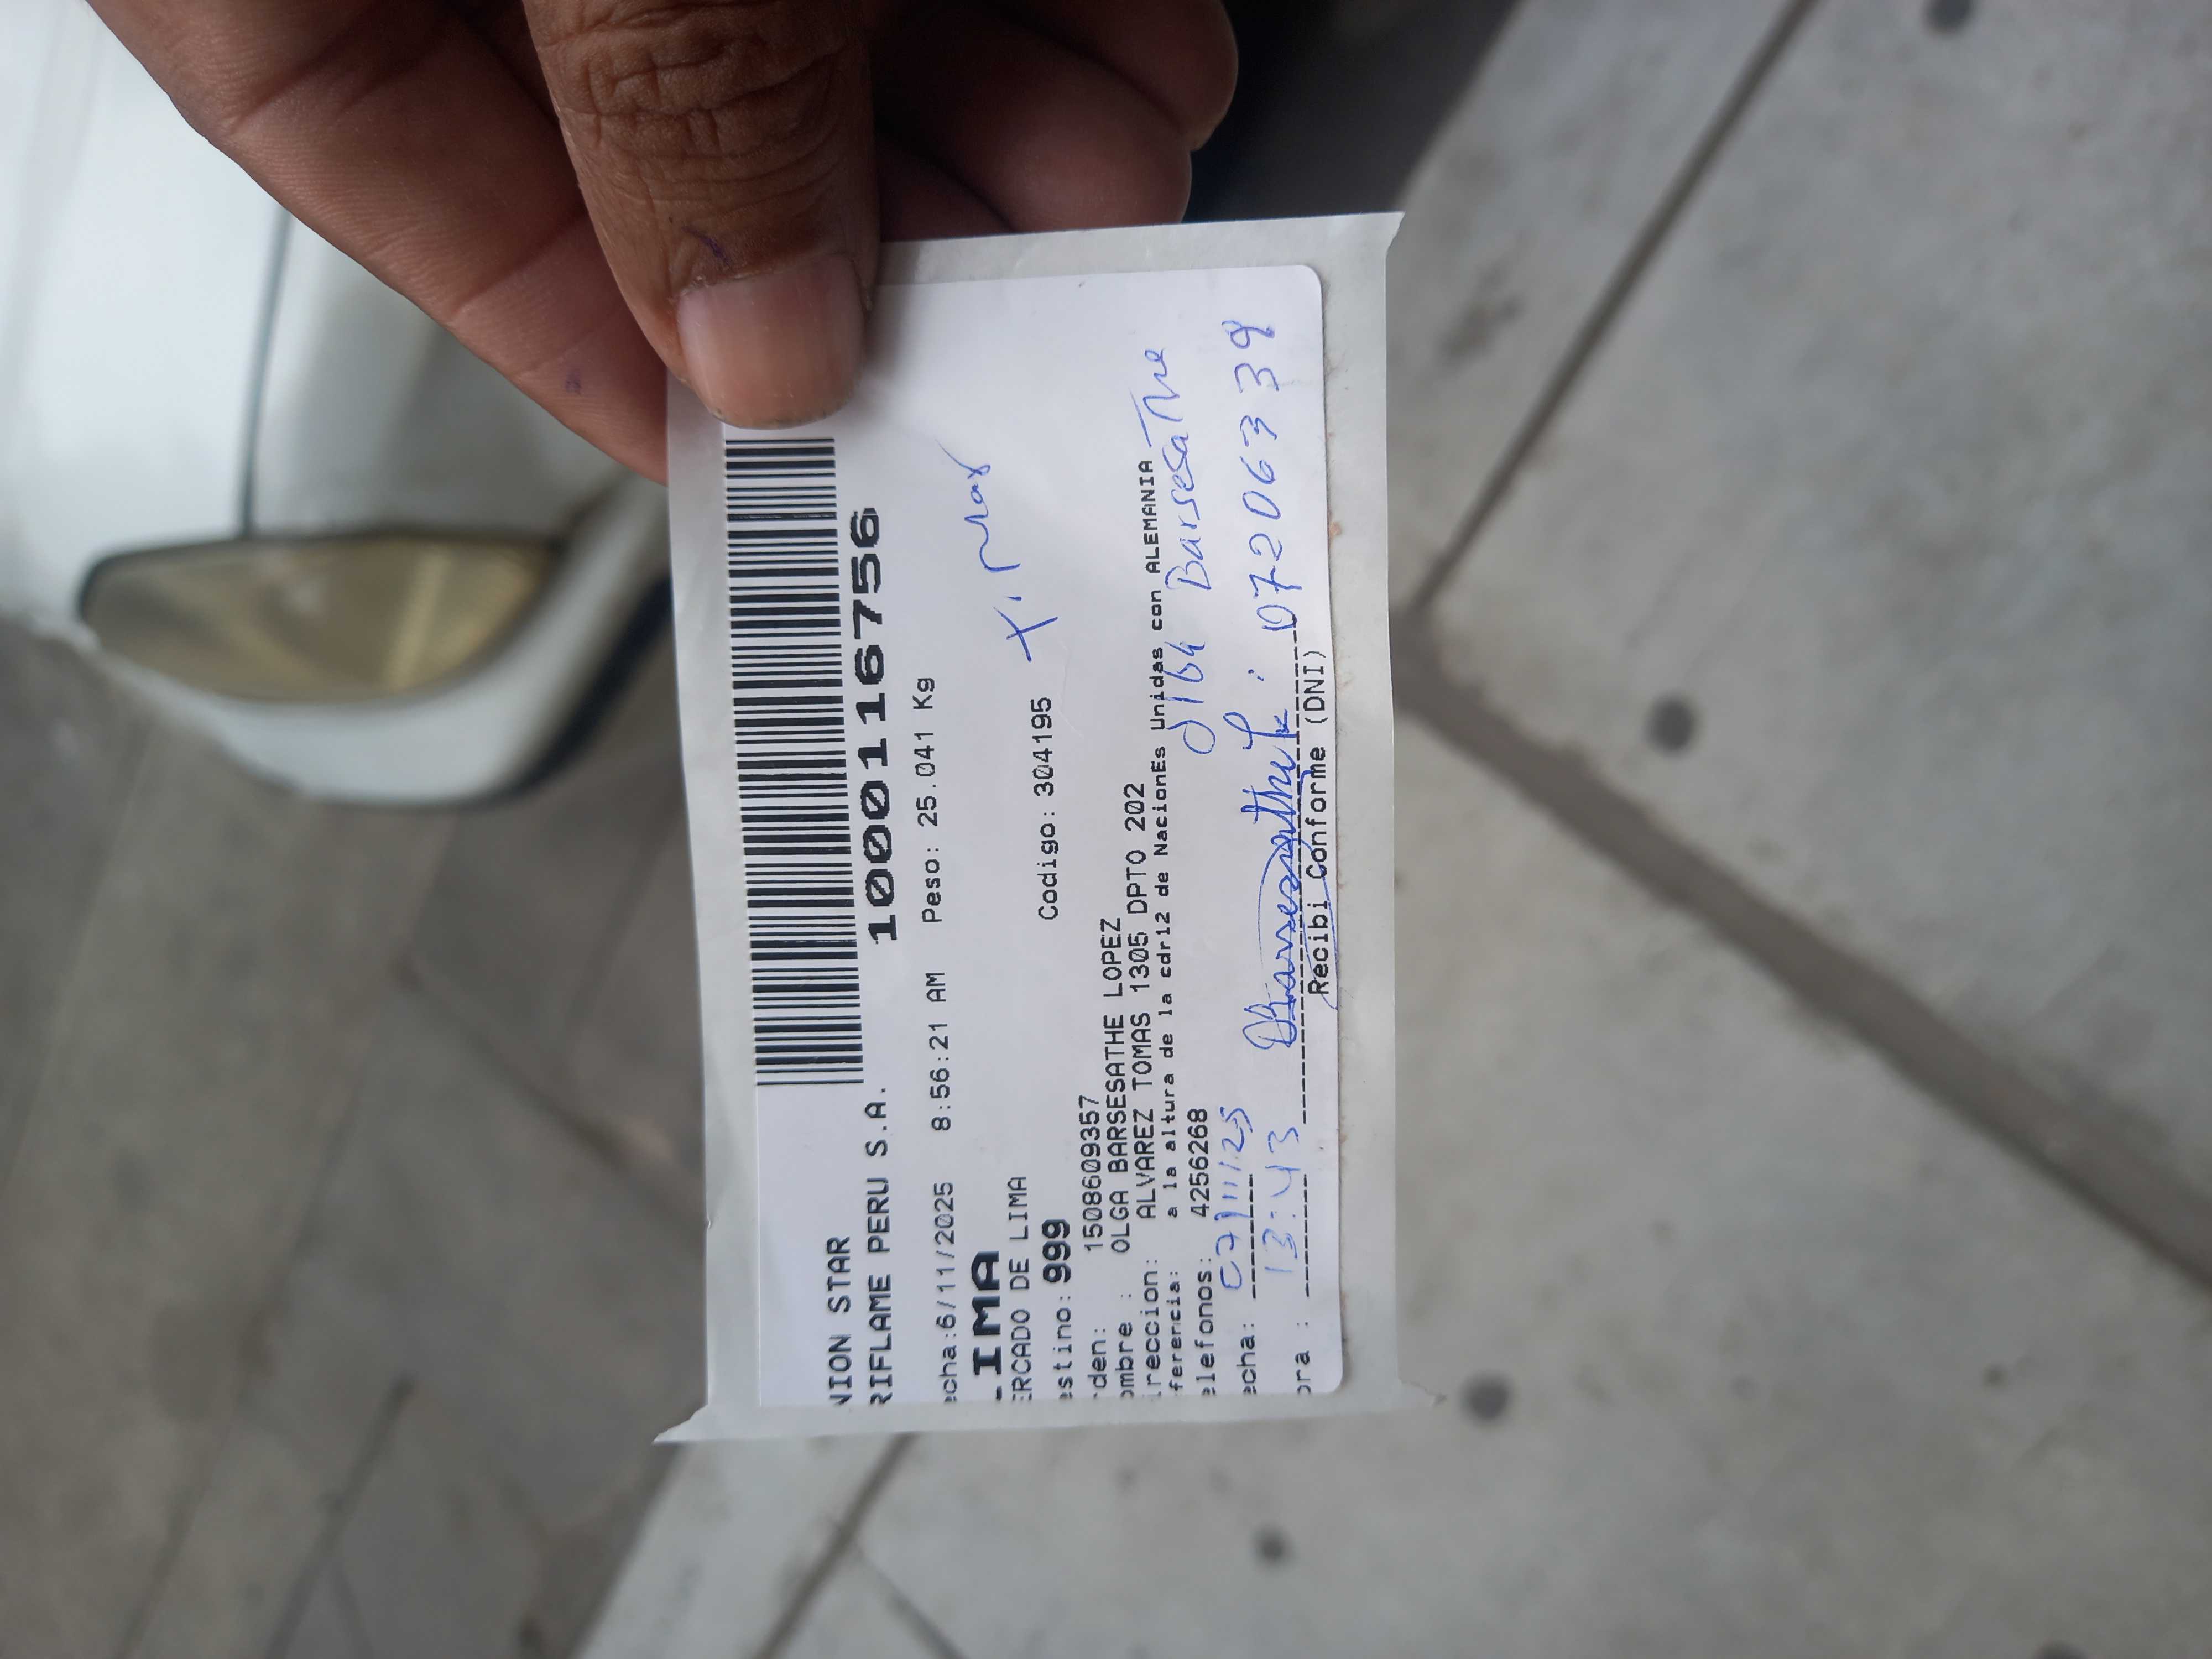 NION STAR
RIFLAME PERU S.A. 1000116756
echa:6/11/2025 8:56:21 AM Peso: 25.041 Kg
LIMA
ERCADO DE LIMA
estino: 999 Codigo: 304195
rden: 1508609357
ombre : OLGA BARSESATHE LOPEZ
ireccion: ALVAREZ TOMAS 1305 DPTO 202
ferencia: a la altura de la cdr12 de NacionEs Unidas con ALEMANIA
elefonos: 4256268
Barsesathe
echa: 07/11/25
ora : 13:43 07206339
Recibi Conforme (DNI)